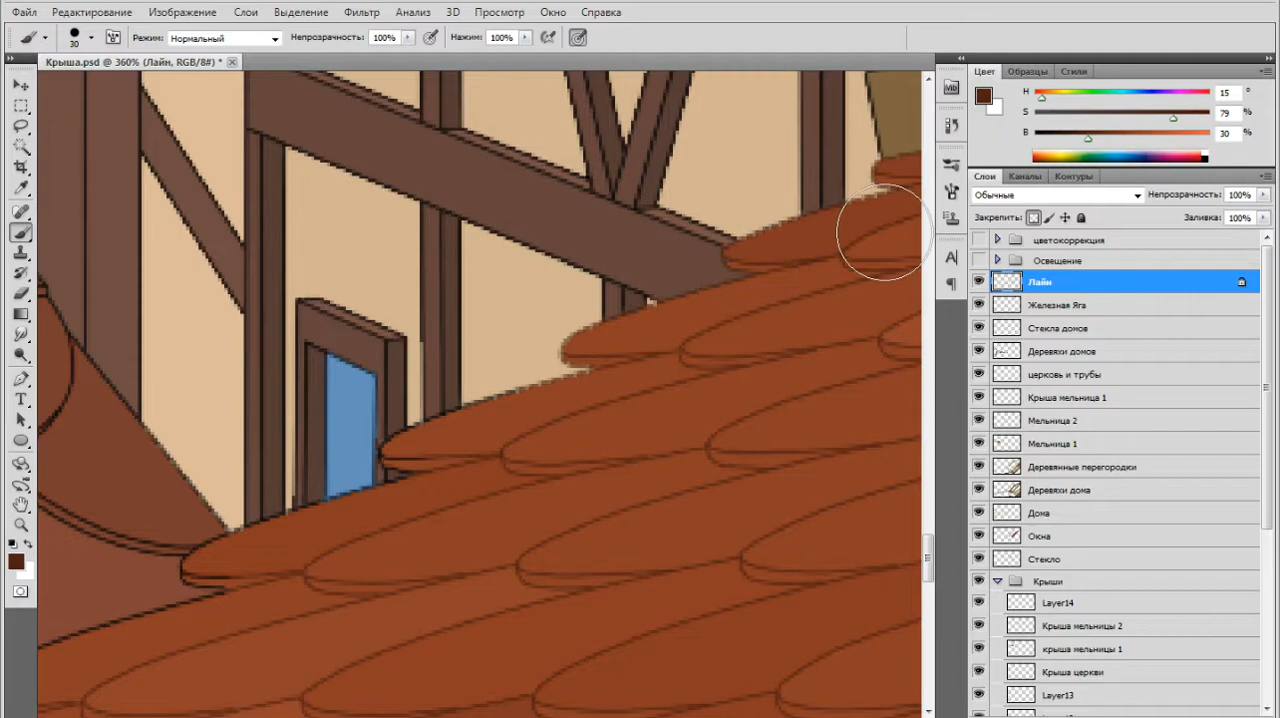 Файл Редактирование Изображение Слои Выделение Фильтр Анализ 3D Просмотр Окно Справка
30 Режим: Нормальный Непрозрачность: 100% Нажим: 100%
Крыша.psd @ 360% (Лайн, RGB/8#) *
Цвет Образцы Стили
H 15 °
S 79 %
B 30 %
Слои Каналы Контуры
Обычные Непрозрачность: 100%
Закрепить: Заливка: 100%
цветокоррекция
Освещение
Лайн
Железная Яга
Стекла домов
Деревяхи домов
церковь и трубы
Крыша мельница 1
Мельница 2
Мельница 1
Деревянные перегородки
Деревяхи дома
Дома
Окна
Стекло
Крыши
Layer14
Крыша мельницы 2
крыша мельницы 1
Крыша церкви
Layer13